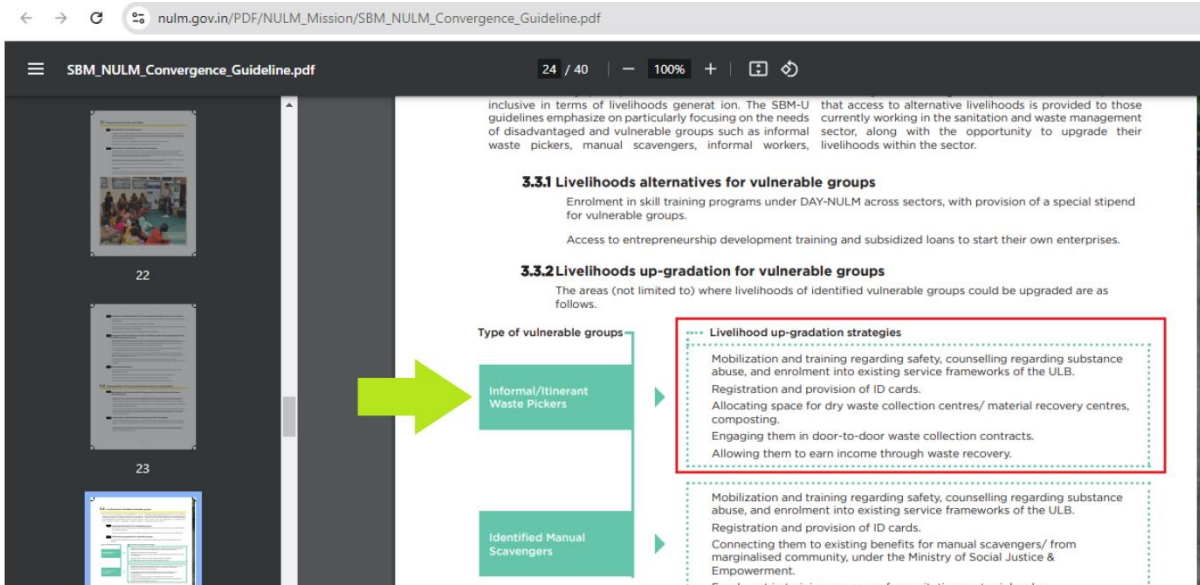 nulm.gov.in/PDF/NULM_Mission/SBM_NULM_Convergence_Guideline.pdf
SBM_NULM_Convergence_Guideline.pdf
24 / 40
100%
22
23
inclusive in terms of livelihoods generat ion. The SBM-U
guidelines emphasize on particularly focusing on the needs
of disadvantaged and vulnerable groups such as informal
waste pickers, manual scavengers, informal workers,
that access to alternative livelihoods is provided to those
currently working in the sanitation and waste management
sector, along with the opportunity to upgrade their
livelihoods within the sector.
3.3.1 Livelihoods alternatives for vulnerable groups
Enrolment in skill training programs under DAY-NULM across sectors, with provision of a special stipend
for vulnerable groups.
Access to entrepreneurship development training and subsidized loans to start their own enterprises.
3.3.2 Livelihoods up-gradation for vulnerable groups
The areas (not limited to) where livelihoods of identified vulnerable groups could be upgraded are as
follows.
Type of vulnerable groups
Livelihood up-gradation strategies
Informal/Itinerant
Waste Pickers
Mobilization and training regarding safety, counselling regarding substance
abuse, and enrolment into existing service frameworks of the ULB.
Registration and provision of ID cards.
Allocating space for dry waste collection centres/ material recovery centres,
composting.
Engaging them in door-to-door waste collection contracts.
Allowing them to earn income through waste recovery.
Identified Manual
Scavengers
Mobilization and training regarding safety, counselling regarding substance
abuse, and enrolment into existing service frameworks of the ULB.
Registration and provision of ID cards.
Connecting them to existing benefits for manual scavengers/ from
marginalised community, under the Ministry of Social Justice &
Empowerment.